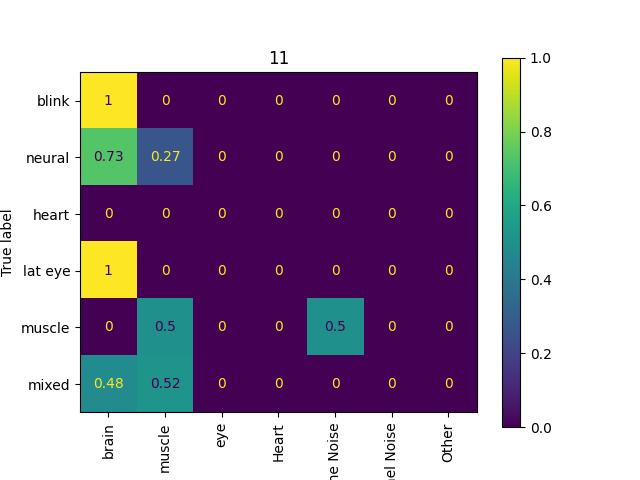 11
True label
blink 1 0 0 0 0 0 0
neural 0.73 0.27 0 0 0 0 0
heart 0 0 0 0 0 0 0
lat eye 1 0 0 0 0 0 0
muscle 0 0.5 0 0 0.5 0 0
mixed 0.48 0.52 0 0 0 0 0
brain
muscle
eye
Heart
Noise
Noise
Other
1.0
0.8
0.6
0.4
0.2
0.0